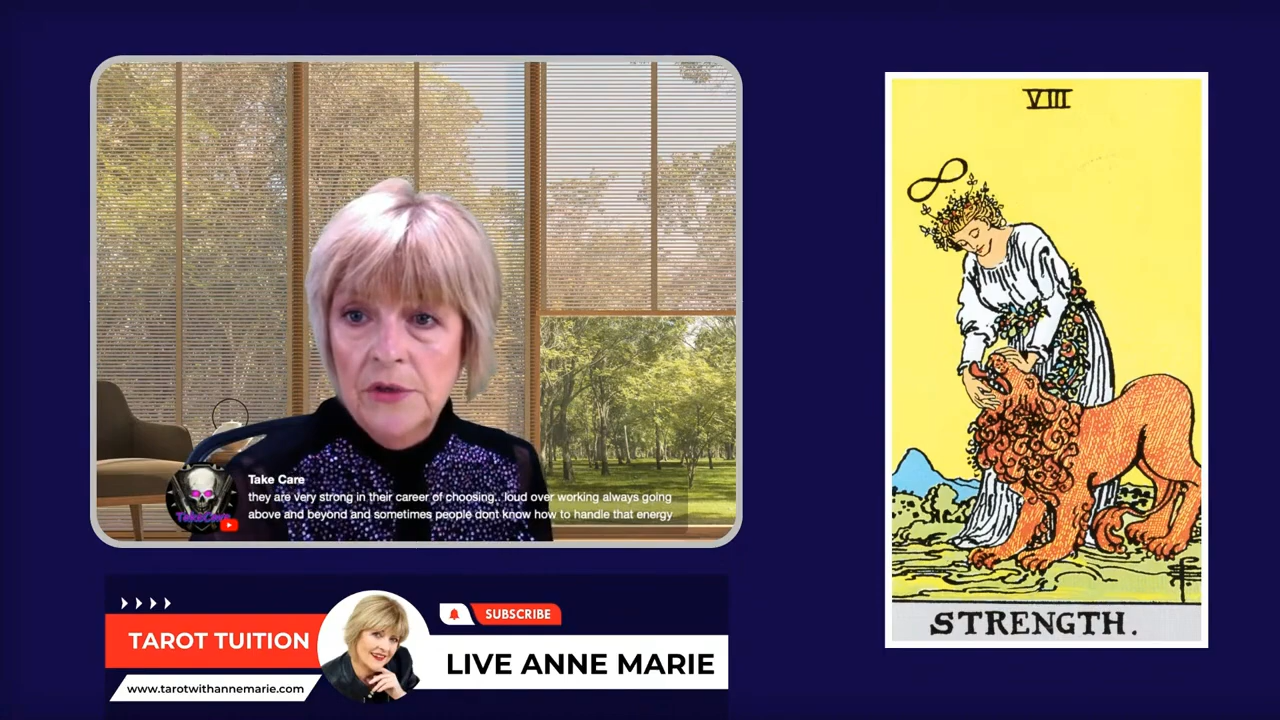 VIII
Take Care
they are very strong in their career of choosing.. loud over working always going
above and beyond and sometimes people dont know how to handle that energy
SUBSCRIBE
TAROT TUITION
LIVE ANNE MARIE
www.tarotwithannemarie.com
STRENGTH.